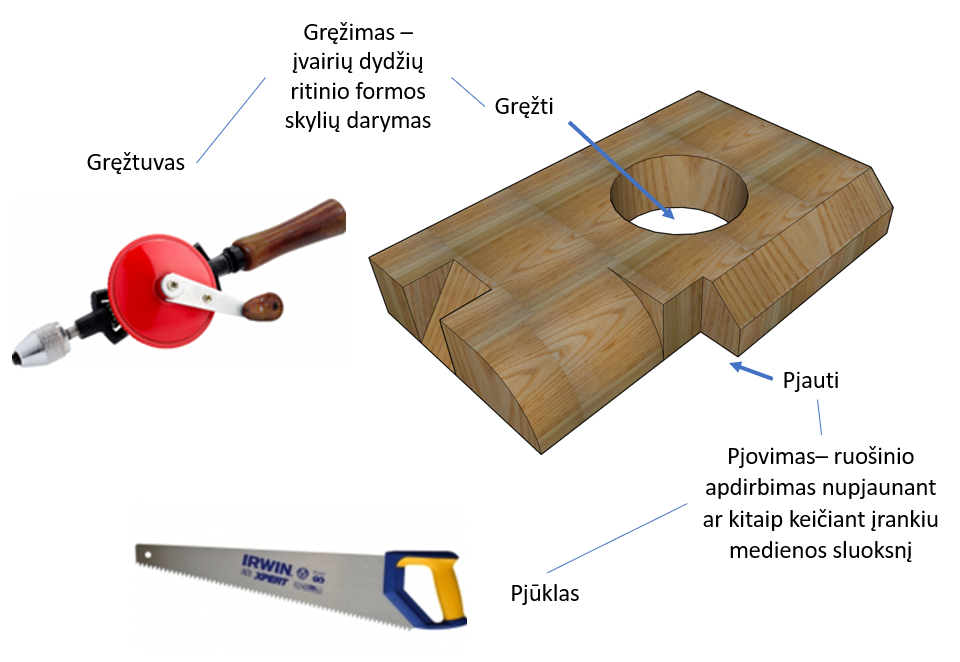 Gręžimas –
įvairių dydžių
ritinio formos
skylių darymas
Gręžti
Gręžtuvas
Pjauti
Pjovimas– ruošinio
apdirbimas nupjaunant
ar kitaip keičiant įrankiu
medienos sluoksnį
Pjūklas
IRWIN
XPERT